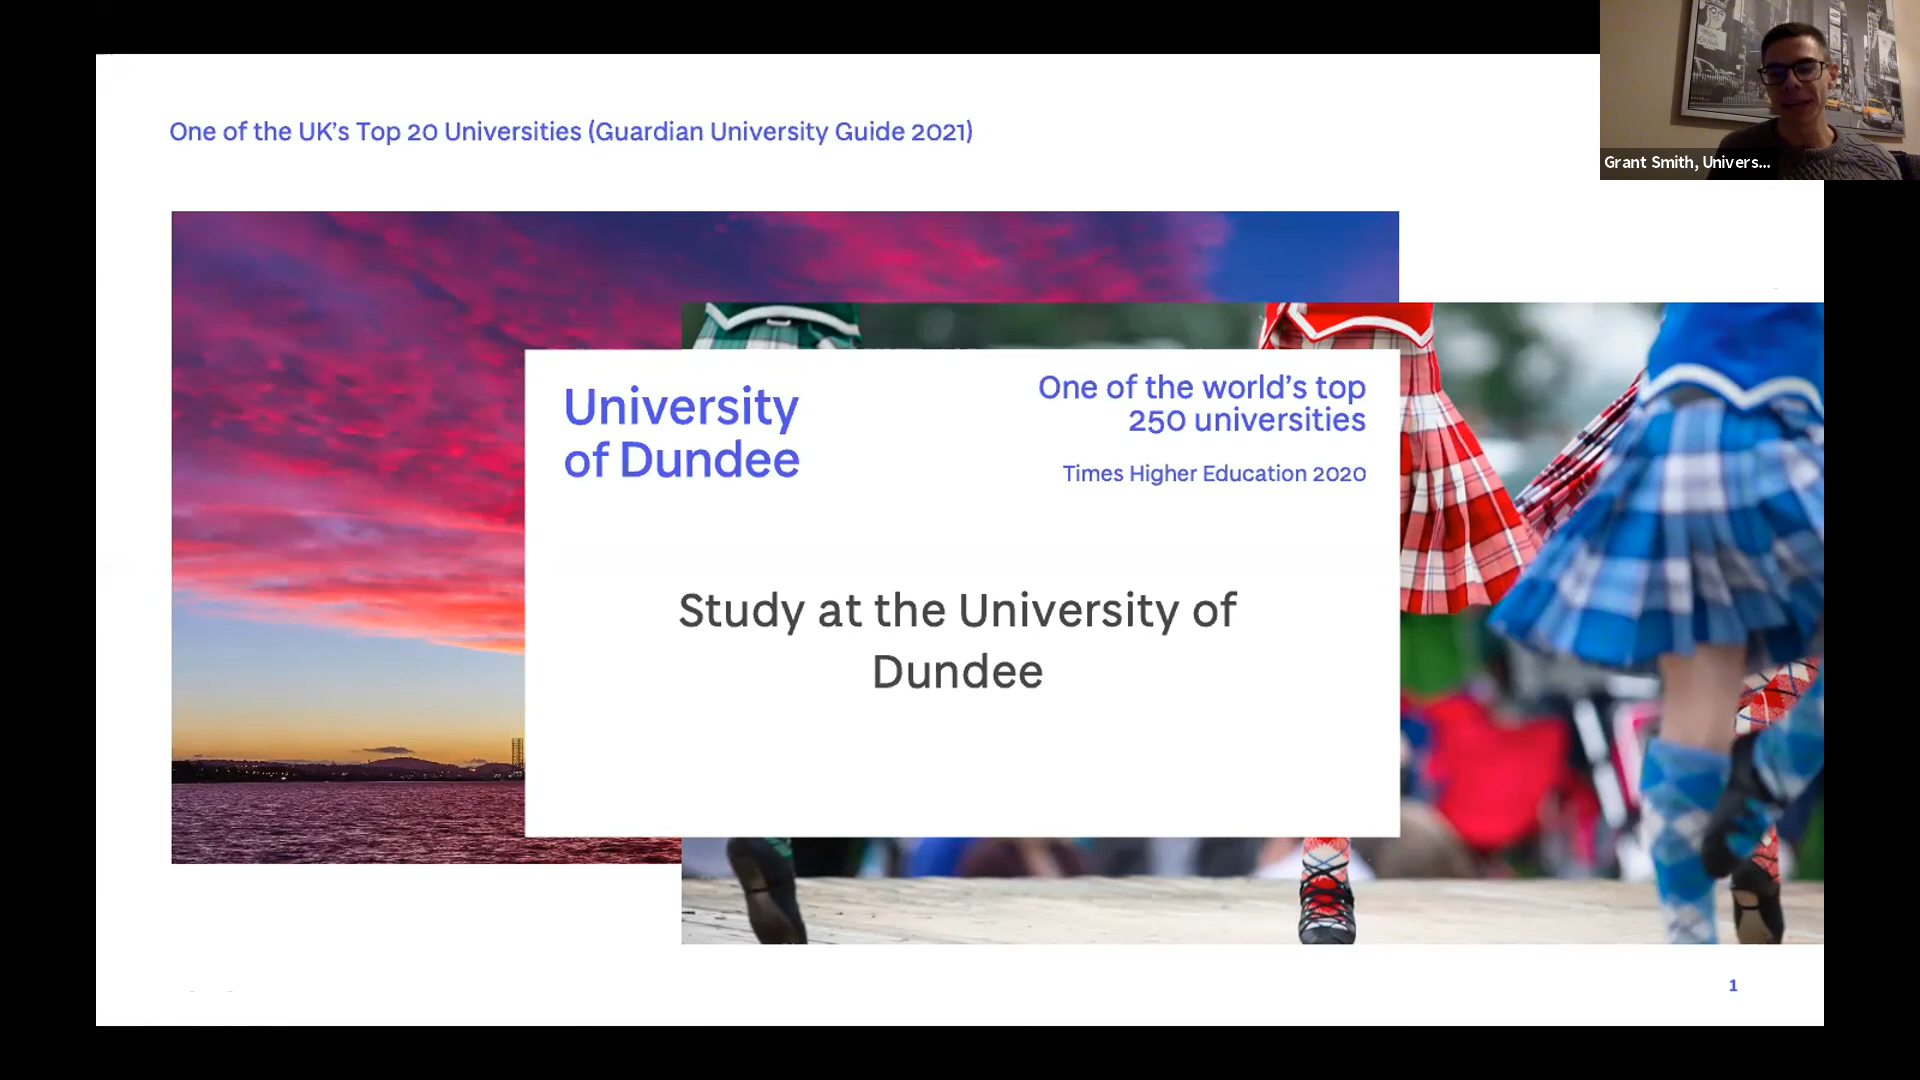 One of the UK's Top 20 Universities (Guardian University Guide 2021)
Grant Smith, Univers...
University
of Dundee
One of the world's top
250 universities
Times Higher Education 2020
Study at the University of
Dundee
1